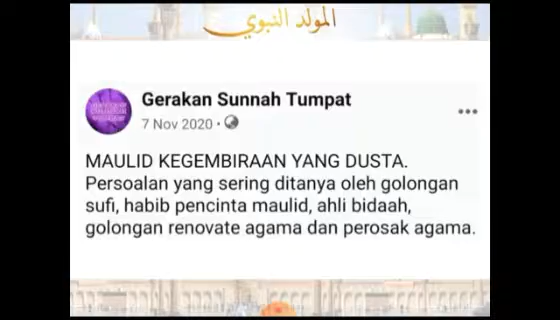 المولد النبوي
Gerakan Sunnah Tumpat
7 Nov 2020 ·
MAULID KEGEMBIRAAN YANG DUSTA.
Persoalan yang sering ditanya oleh golongan
sufi, habib pencinta maulid, ahli bidaah,
golongan renovate agama dan perosak agama.